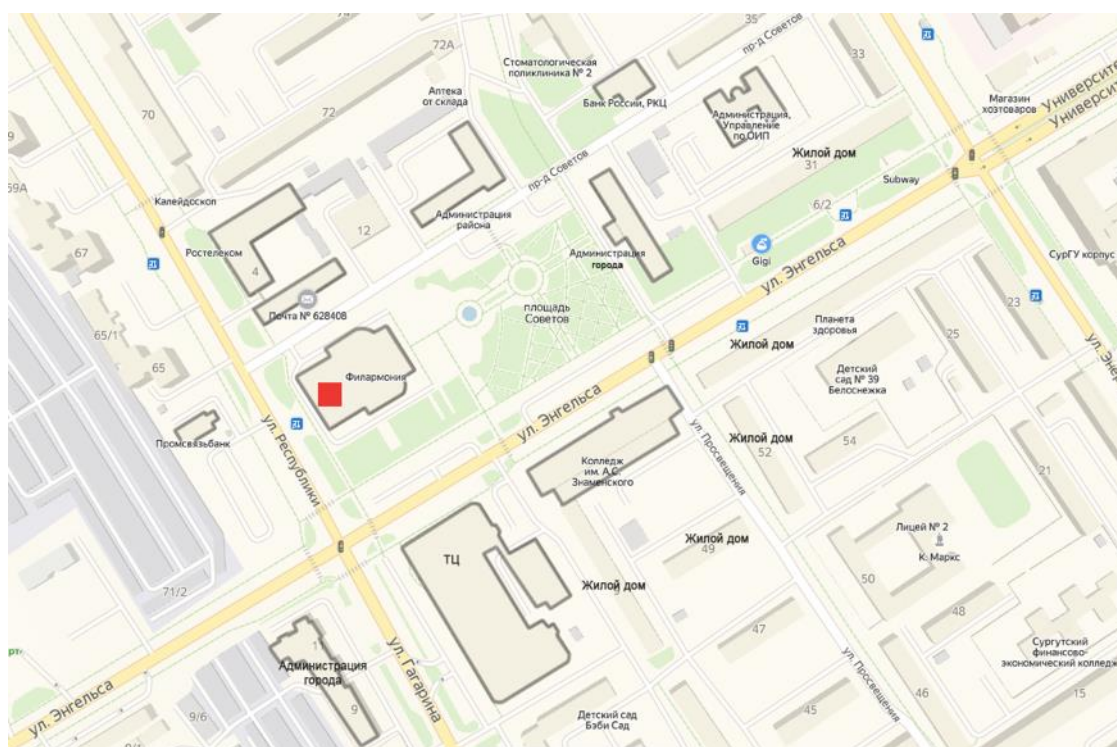 72А
35
пр-д Советов
33
Стоматологическая
поликлиника № 2
Аптека
от склада
Банк России, РКЦ
Магазин
хозтоваров
Университе
Университе
70
72
Администрация,
Управление
по ОИП
Жилой дом
31
пр-д Советов
Subway
69А
Калейдоскоп
Администрация
района
12
6/2
67
Ростелеком
4
Администрация
города
Gigi
ул. Энгельса
СурГУ корпус
Почта № 628408
площадь
Советов
23
65/1
65
Филармония
Планета
здоровья
25
Жилой дом
Детский
сад № 39
Белоснежка
ул. Республики
ул. Энгельса
Промсвязьбанк
Колледж
им. А.С.
Знаменского
Жилой дом
52
54
ул. Просвещения
21
Лицей № 2
К. Маркс
ТЦ
Жилой дом
49
Жилой дом
50
71/2
48
11
Администрация
города
9
ул. Гагарина
47
ул. Просвещения
Сургутский
финансово-
экономический колледж
ул. Энгельса
9/6
9/1
Детский сад
Бэби Сад
45
46
15